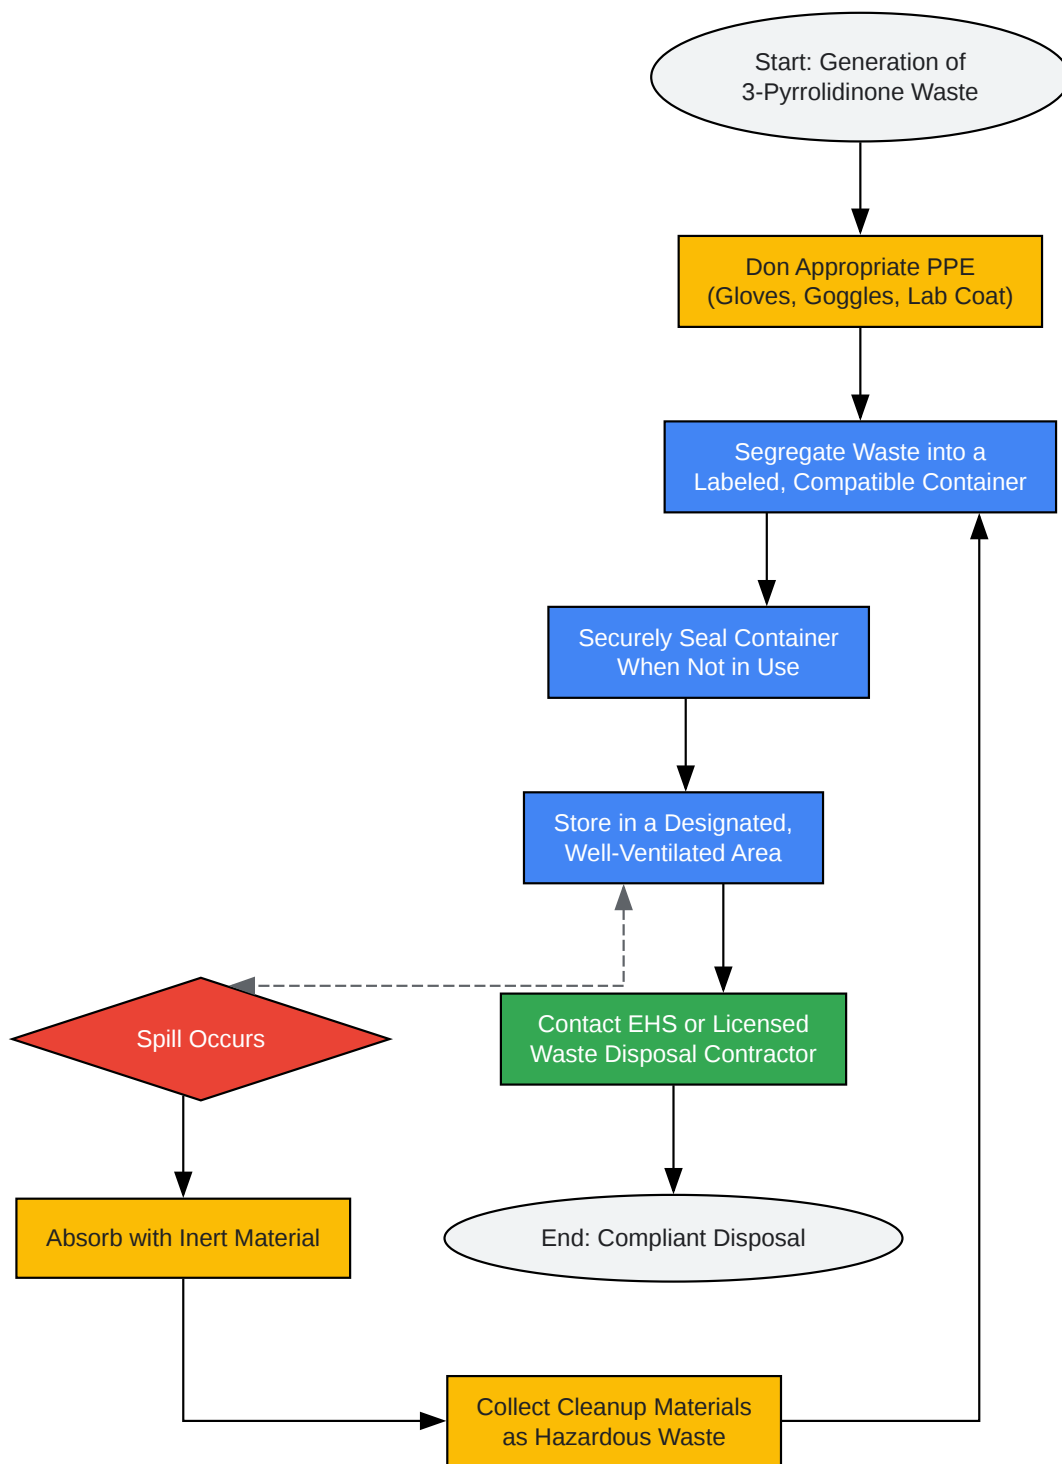 Start: Generation of
3-Pyrrolidinone Waste
Don Appropriate PPE
(Gloves, Goggles, Lab Coat)
Segregate Waste into a
Labeled, Compatible Container
Securely Seal Container
When Not in Use
Store in a Designated,
Well-Ventilated Area
Spill Occurs
Contact EHS or Licensed
Waste Disposal Contractor
Absorb with Inert Material
End: Compliant Disposal
Collect Cleanup Materials
as Hazardous Waste